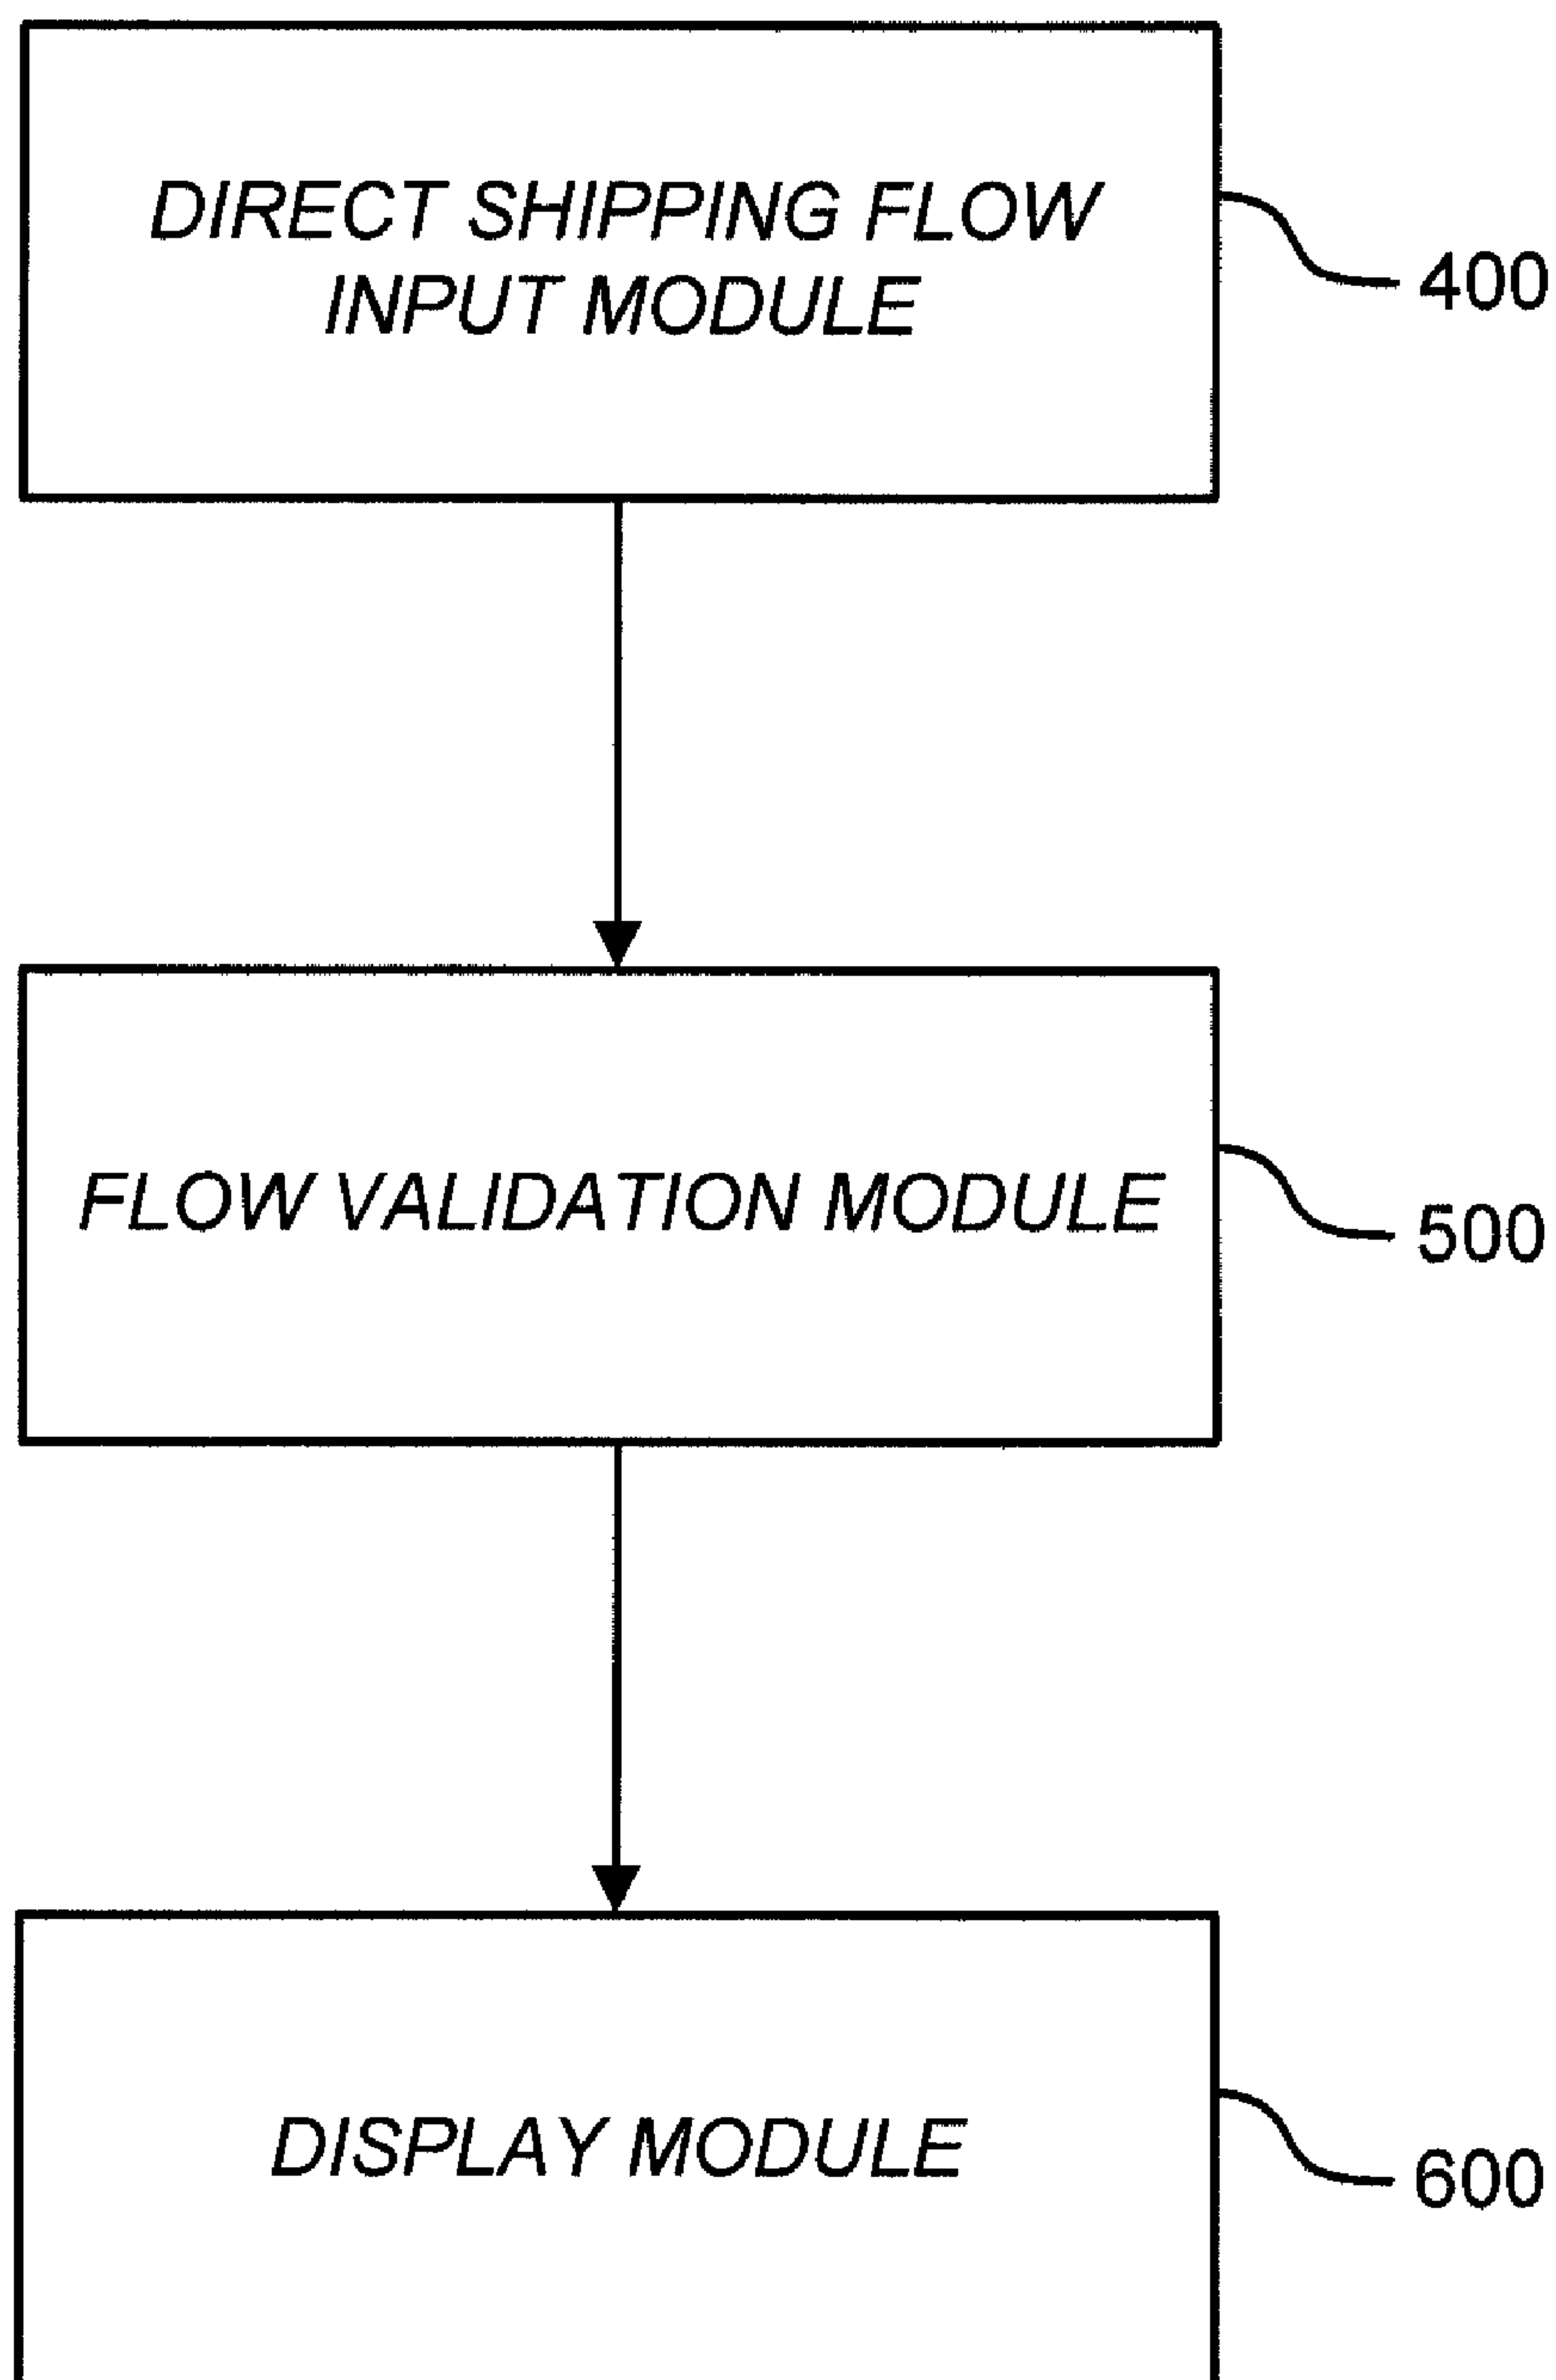 DIRECT SHIPPING FLOW
INPUT MODULE
400
FLOW VALIDATION MODULE
500
DISPLAY MODULE
600